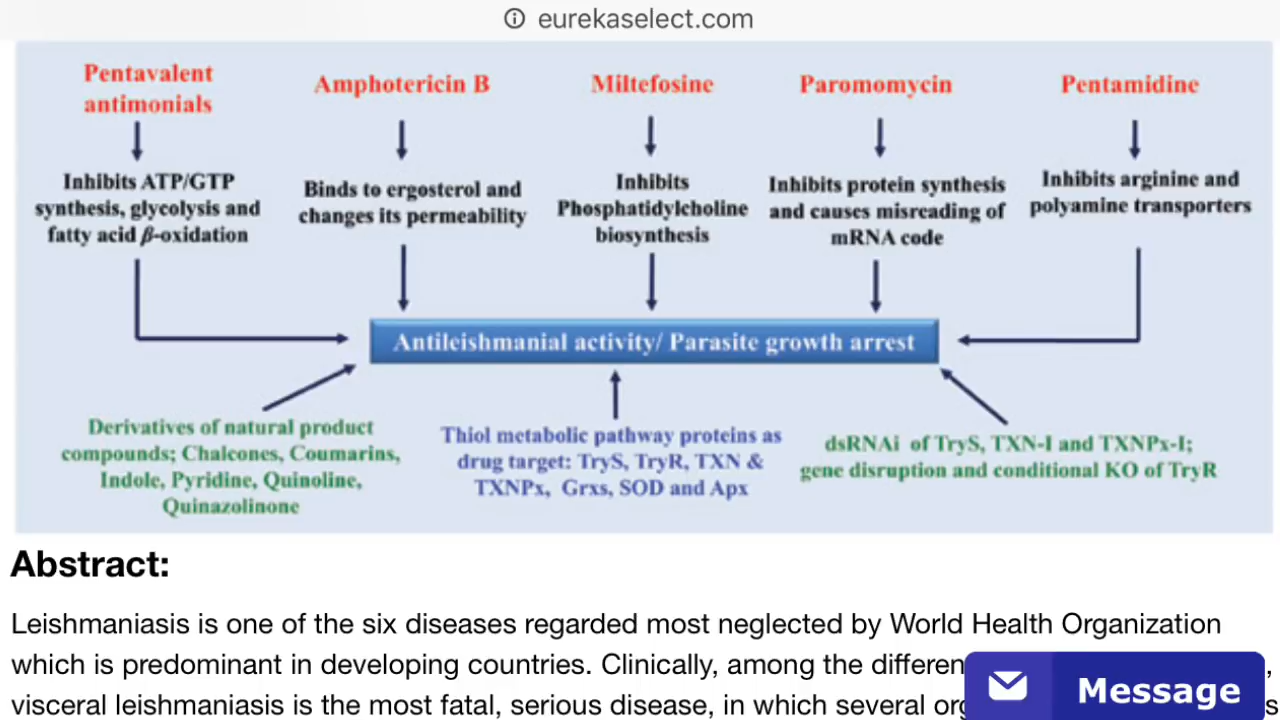 eurekaselect.com
Pentavalent
antimonials
Amphotericin B
Miltefosine
Paromomycin
Pentamidine
Inhibits ATP/GTP
synthesis, glycolysis and
fatty acid β-oxidation
Binds to ergosterol and
changes its permeability
Inhibits
Phosphatidylcholine
biosynthesis
Inhibits protein synthesis
and causes misreading of
mRNA code
Inhibits arginine and
polyamine transporters
Antileishmanial activity/ Parasite growth arrest
Derivatives of natural product
compounds; Chalcones, Coumarins,
Indole, Pyridine, Quinoline,
Quinazolinone
Thiol metabolic pathway proteins as
drug target: TryS, TryR, TXN &
TXNPx, Grxs, SOD and Apx
dsRNAi of TryS, TXN-I and TXNPx-I;
gene disruption and conditional KO of TryR
Abstract:
Leishmaniasis is one of the six diseases regarded most neglected by World Health Organization
which is predominant in developing countries. Clinically, among the
visceral leishmaniasis is the most fatal, serious disease, in which several
Message